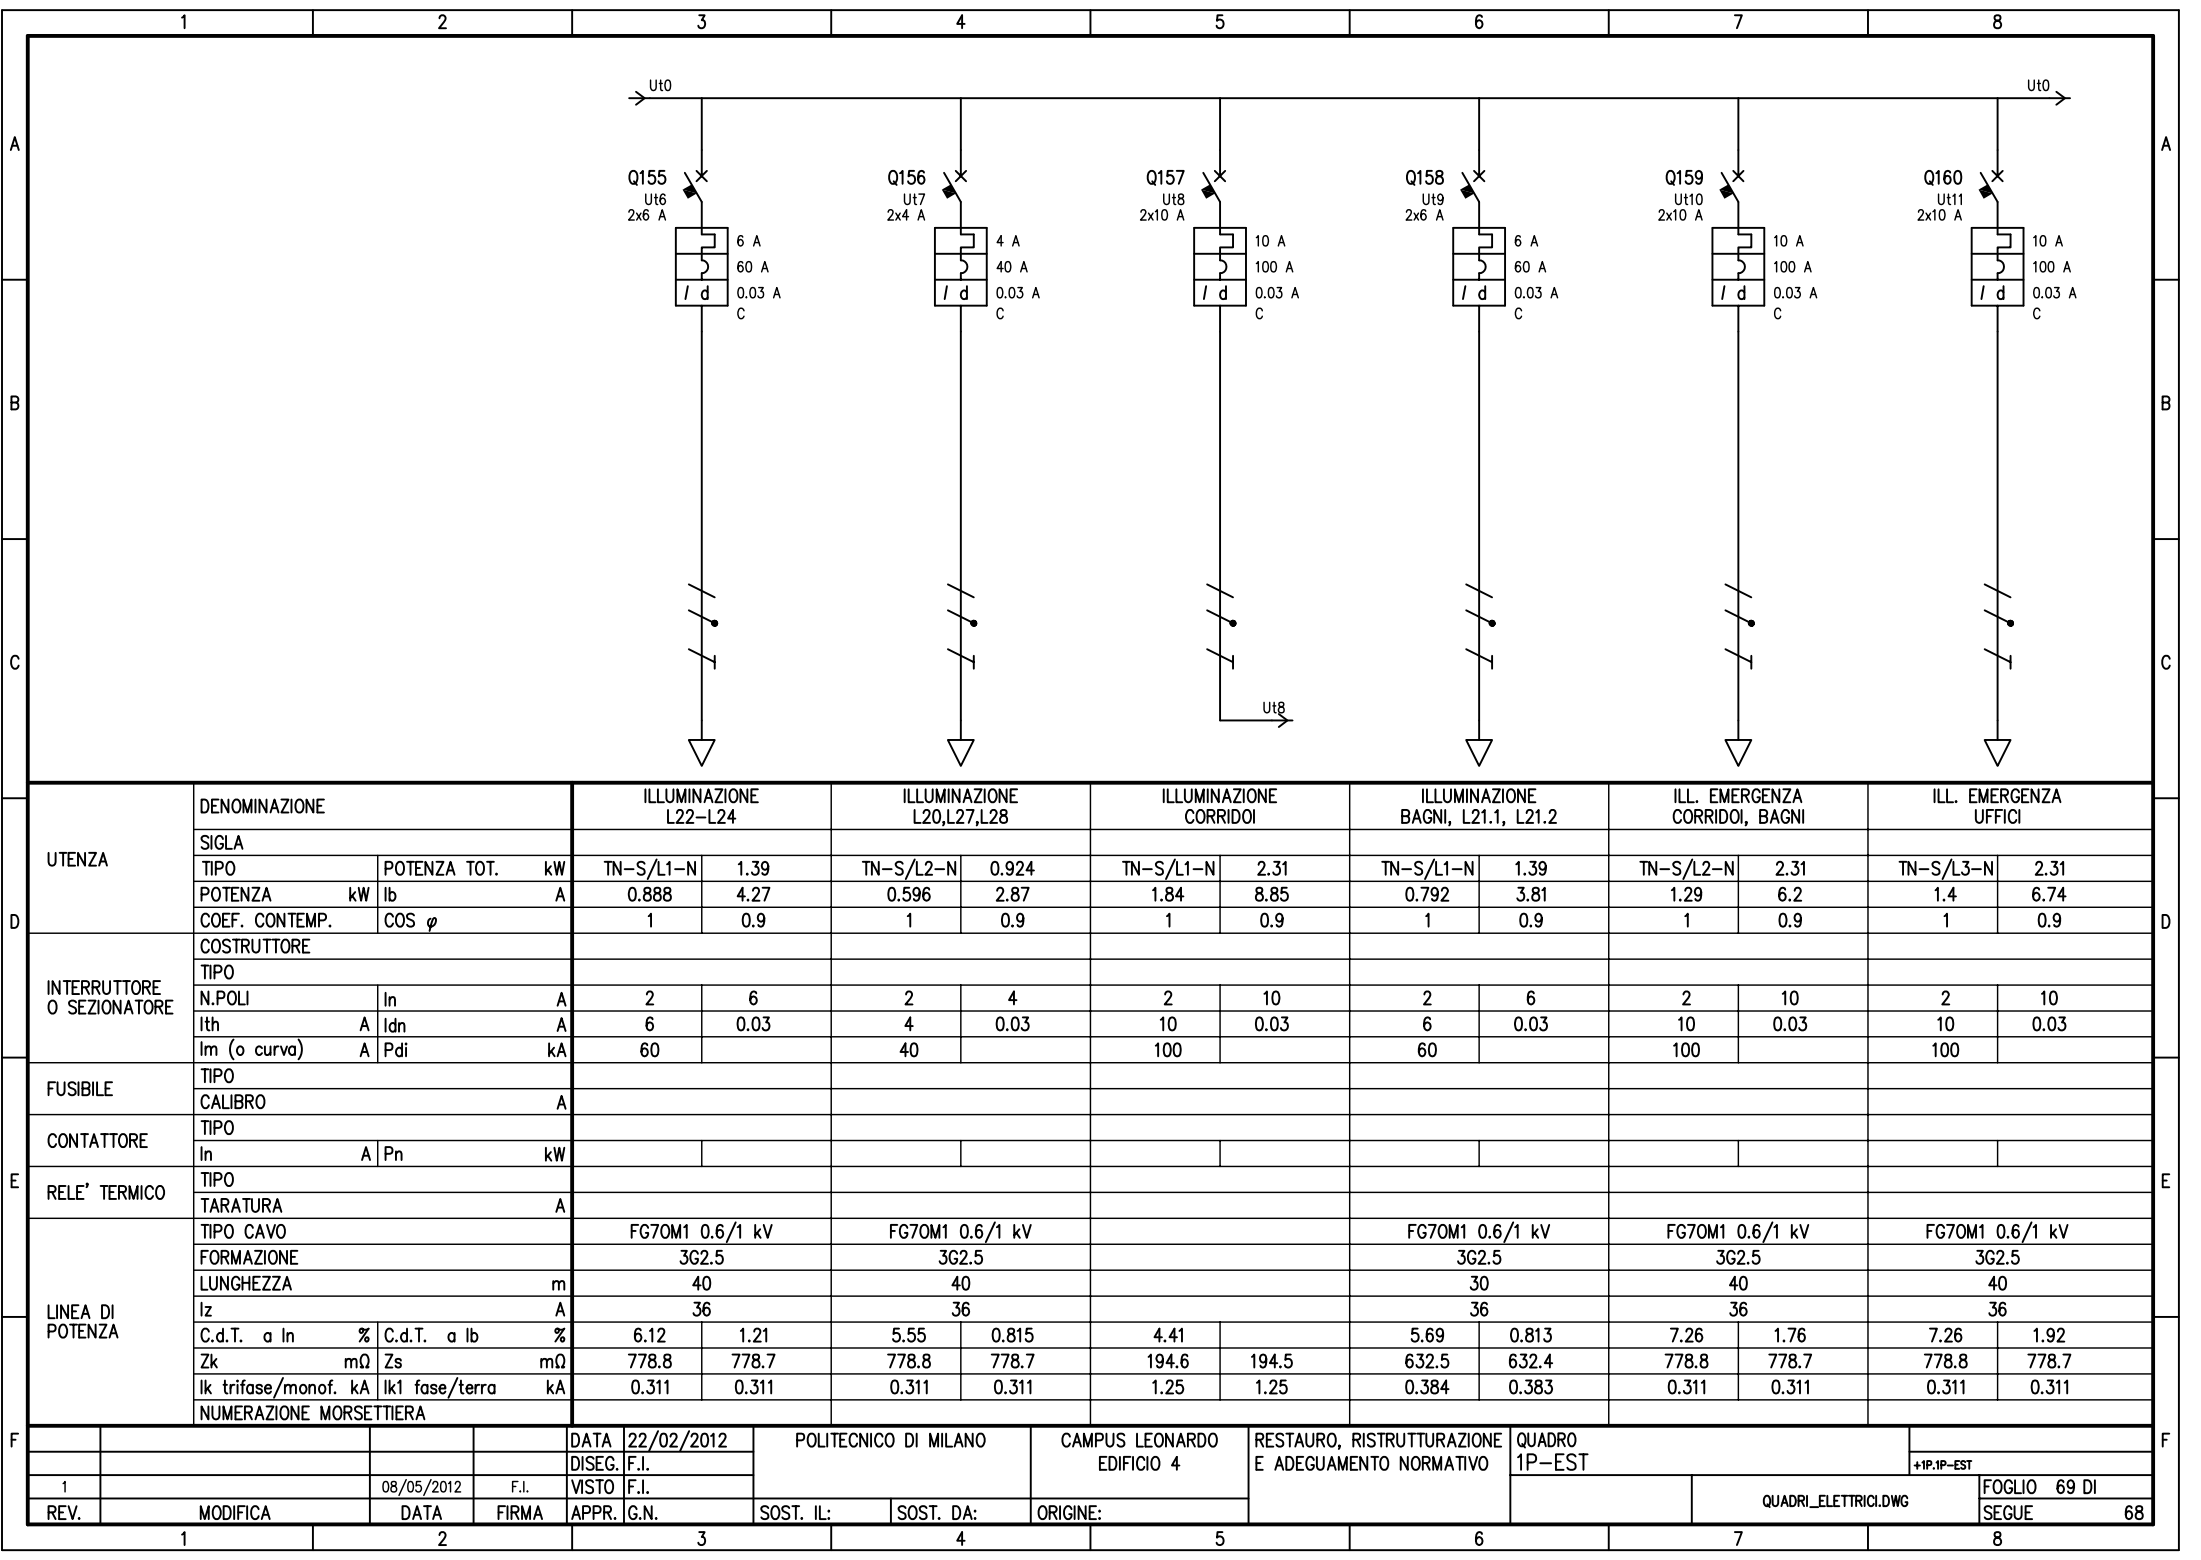 1 2 3 4 5 6 7 8
Ut0 Ut0
A A
Q155 Q156 Q157 Q158 Q159 Q160
Ut6 Ut7 Ut8 Ut9 Ut10 Ut11
2x6 A 2x4 A 2x10 A 2x6 A 2x10 A 2x10 A
6 A 4 A 10 A 6 A 10 A 10 A
60 A 40 A 100 A 60 A 100 A 100 A
I d 0.03 A I d 0.03 A I d 0.03 A I d 0.03 A I d 0.03 A I d 0.03 A
C C C C C C
B B
C C
Ut8
UTENZA
DENOMINAZIONE ILLUMINAZIONE L22-L24 ILLUMINAZIONE L20,L27,L28 ILLUMINAZIONE CORRIDOI ILLUMINAZIONE BAGNI, L21.1, L21.2 ILL. EMERGENZA CORRIDOI, BAGNI ILL. EMERGENZA UFFICI
SIGLA
TIPO POTENZA TOT. kW TN-S/L1-N 1.39 TN-S/L2-N 0.924 TN-S/L1-N 2.31 TN-S/L1-N 1.39 TN-S/L2-N 2.31 TN-S/L3-N 2.31
POTENZA kW Ib A 0.888 4.27 0.596 2.87 1.84 8.85 0.792 3.81 1.29 6.2 1.4 6.74
D COEF. CONTEMP. COS φ 1 0.9 1 0.9 1 0.9 1 0.9 1 0.9 1 0.9 D
INTERRUTTORE O SEZIONATORE
COSTRUTTORE
TIPO
N.POLI In A 2 6 2 4 2 10 2 6 2 10 2 10
Ith A Idn A 6 0.03 4 0.03 10 0.03 6 0.03 10 0.03 10 0.03
Im (o curva) A Pdi kA 60 40 100 60 100 100
FUSIBILE
TIPO
CALIBRO A
CONTATTORE
TIPO
In A Pn kW
E E
RELE' TERMICO
TIPO
TARATURA A
LINEA DI POTENZA
TIPO CAVO FG7OM1 0.6/1 kV FG7OM1 0.6/1 kV FG7OM1 0.6/1 kV FG7OM1 0.6/1 kV FG7OM1 0.6/1 kV
FORMAZIONE 3G2.5 3G2.5 3G2.5 3G2.5 3G2.5
LUNGHEZZA m 40 40 30 40 40
Iz A 36 36 36 36 36
C.d.T. a In % C.d.T. a Ib % 6.12 1.21 5.55 0.815 4.41 5.69 0.813 7.26 1.76 7.26 1.92
Zk mΩ Zs mΩ 778.8 778.7 778.8 778.7 194.6 194.5 632.5 632.4 778.8 778.7 778.8 778.7
Ik trifase/monof. kA Ik1 fase/terra kA 0.311 0.311 0.311 0.311 1.25 1.25 0.384 0.383 0.311 0.311 0.311 0.311
NUMERAZIONE MORSETTIERA
F F
DATA 22/02/2012 POLITECNICO DI MILANO CAMPUS LEONARDO RESTAURO, RISTRUTTURAZIONE QUADRO
DISEG. F.I. EDIFICIO 4 E ADEGUAMENTO NORMATIVO 1P-EST +1P.1P-EST
1 08/05/2012 F.I. VISTO F.I. QUADRI_ELETTRICI.DWG FOGLIO 69 DI
REV. MODIFICA DATA FIRMA APPR. G.N. SOST. IL: SOST. DA: ORIGINE: SEGUE 68
1 2 3 4 5 6 7 8